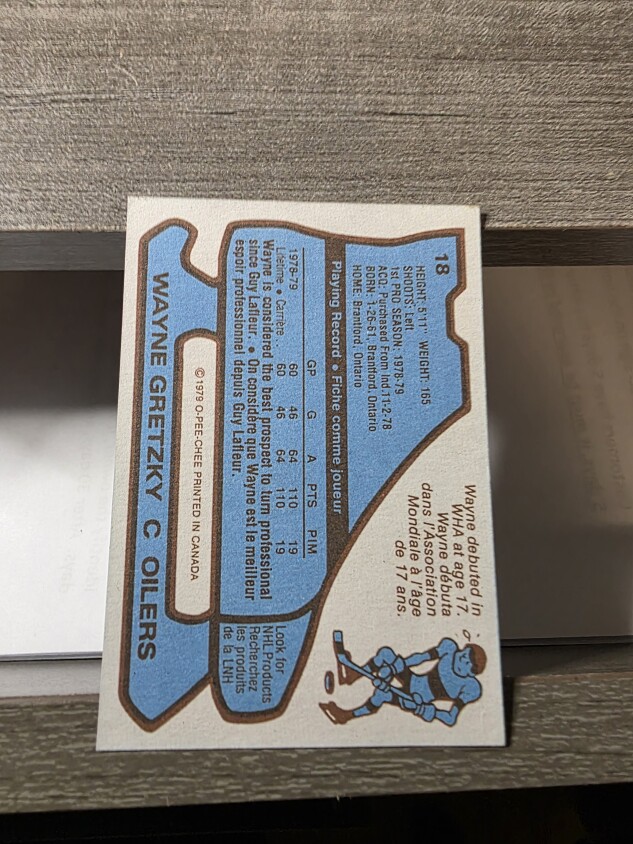 18
HEIGHT: 5'11" WEIGHT: 165
SHOOTS: Left
1st PRO SEASON: 1978-79
ACQ: Purchased From Ind 11-2-78
BORN: 1-26-61, Brantford, Ontario
HOME: Brantford, Ontario
Wayne debuted in
WHA at age 17.
Wayne débuta
dans l'Association
Mondiale à l'âge
de 17 ans.
Playing Record • Fiche comme joueur
GP G A PTS PIM
1978-79 60 46 64 110 19
Lifetime • Carrière 60 46 64 110 19
Wayne is considered the best prospect to turn professional
since Guy Lafleur. • On considère que Wayne est le meilleur
espoir professionel depuis Guy Lafleur.
Look for
NHL Products
Recherchez
les produits
de la LNH
© 1979 O-PEE-CHEE PRINTED IN CANADA
WAYNE GRETZKY C OILERS